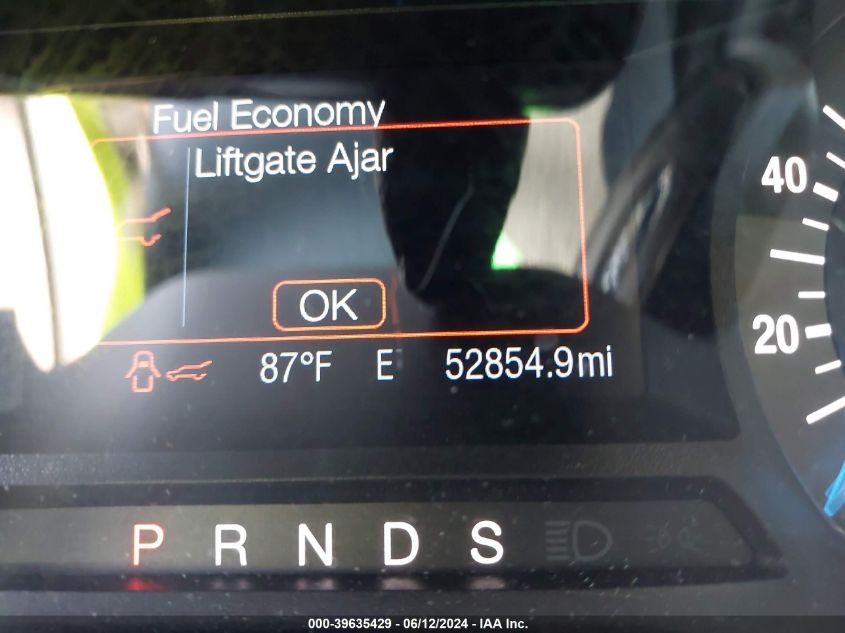 Fuel Economy
Liftgate Ajar
OK
87°F E 52854.9mi
40
20
P R N D S
000-39635429 - 06/12/2024 - IAA Inc.